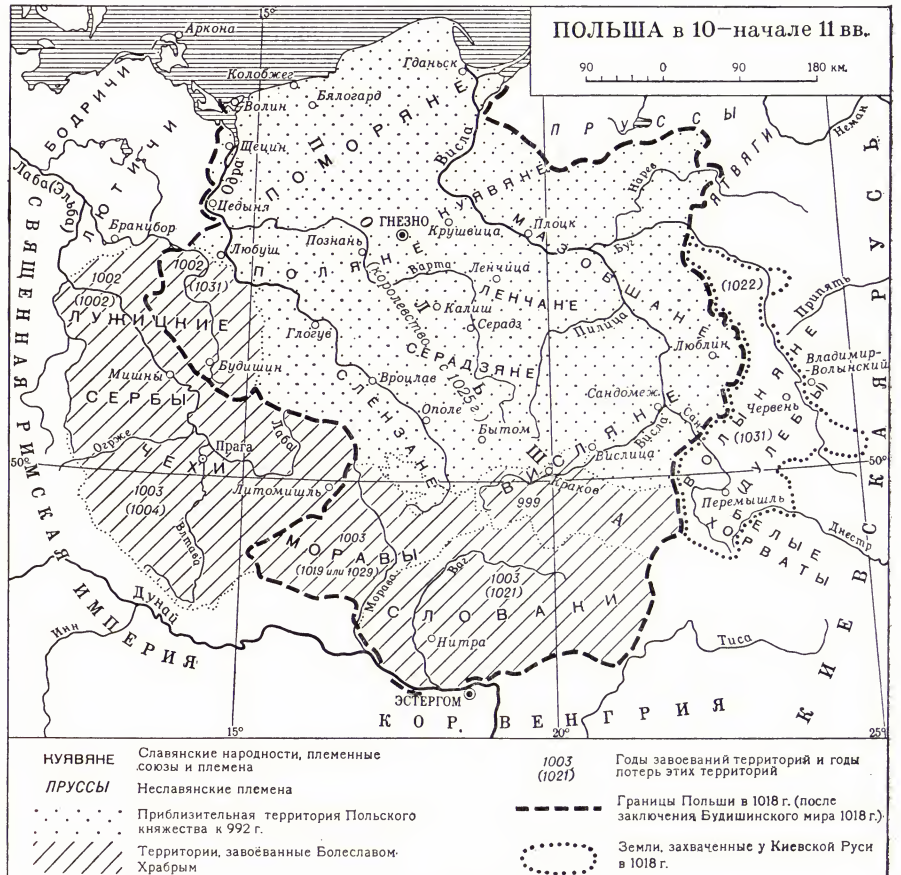 ПОЛЬША в 10—начале 11 вв.
90 0 90 180 км.
15°
Аркона
Колобжег
Гданьск
Бялогард
Волин
БОДРИЧИ
ЛЮТИЧИ
ПОМОРЯНЕ
ПРУССЫ
Неман
Щецин
Одра
Висла
Нарев
ЯТВЯГИ
Лаба (Эльба)
Цедыня
КУЯВЯНЕ
ГНЕЗНО
Крушвица
Плоцк
Бранибор
Любуш
Познань
МАЗОВШАНЕ
Буг
ПОЛЯНЕ
Варта
Ленчица
ЛЕНЧАНЕ
1002
(1002)
1002
(1031)
(1022)
Припять
ЛУЖИЦКИЕ
СЕРБЫ
королевство с 1025 г.
Калиш
Серадз
Пилица
Глогув
СЕРАДЗЯНЕ
Люблин
Владимир-
Волынский
Мишны
Будишин
СЛЕНЗАНЕ
Вроцлав
Сандомеж
Червень
(1031)
Ополе
Бытом
Висла
Сан
ВОЛЫНЯНЕ
(ДУЛЕБЫ)
Огрже
Прага
Лаба
Вислица
50°
50°
ЧЕХИ
ВИСЛЯНЕ
Краков
Литомишль
999
Перемышль
1003
(1004)
БЕЛЫЕ
ХОРВАТЫ
Днестр
Влтава
МОРАВЫ
1003
(1019 или 1029)
Ваг
1003
(1021)
Морава
СЛОВАКИ
Дунай
Инн
Нитра
Тиса
ЭСТЕРГОМ
ПОЛЬША
СВЯЩЕННАЯ РИМСКАЯ ИМПЕРИЯ
КИЕВСКАЯ РУСЬ
КОР. ВЕНГРИЯ
15°
20°
25°
КУЯВЯНЕ Славянские народности, племенные
союзы и племена
ПРУССЫ Неславянские племена
Приблизительная территория Польского
княжества к 992 г.
Территории, завоёванные Болеславом
Храбрым
1003
(1021)
Годы завоеваний территорий и годы
потерь этих территорий
Границы Польши в 1018 г. (после
заключения Будишинского мира 1018 г.)
Земли, захваченные у Киевской Руси
в 1018 г.